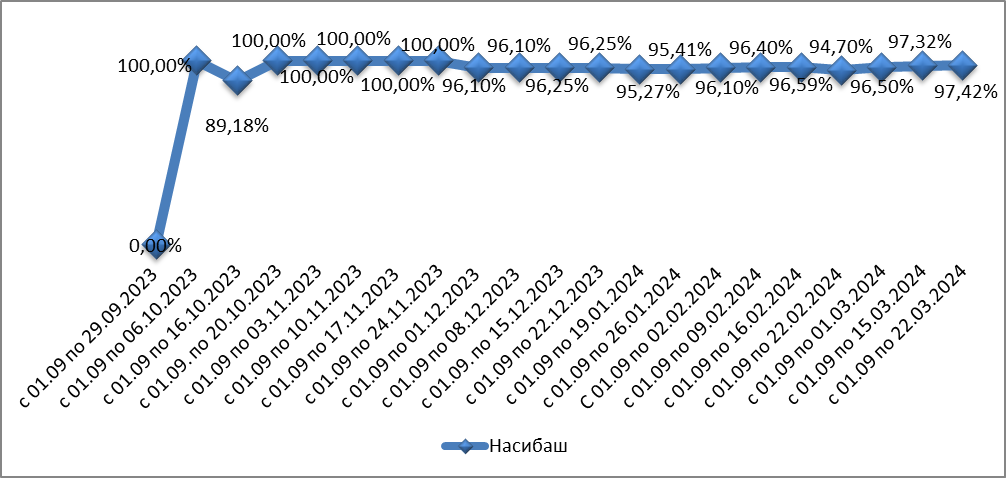 100,00%
100,00%
100,00%
96,10%
96,25%
95,41%
96,40%
94,70%
97,32%
100,00%
100,00%
100,00%
96,10%
96,25%
95,27%
96,10%
96,59%
96,50%
97,42%
89,18%
0,00%
с 01.09 по 29.09.2023
с 01.09 по 06.10.2023
с 01.09 по 16.10.2023
с 01.09. по 20.10.2023
с 01.09 по 03.11.2023
с 01.09 по 10.11.2023
с 01.09 по 17.11.2023
с 01.09 по 24.11.2023
с 01.09 по 01.12.2023
с 01.09 по 08.12.2023
с 01.09. по 15.12.2023
с 01.09 по 22.12.2023
с 01.09 по 19.01.2024
с 01.09 по 26.01.2024
С 01.09 по 02.02.2024
с 01.09 по 09.02.2024
с 01.09 по 16.02.2024
с 01.09 по 22.02.2024
с 01.09 по 01.03.2024
с 01.09 по 15.03.2024
с 01.09 по 22.03.2024
Насибаш